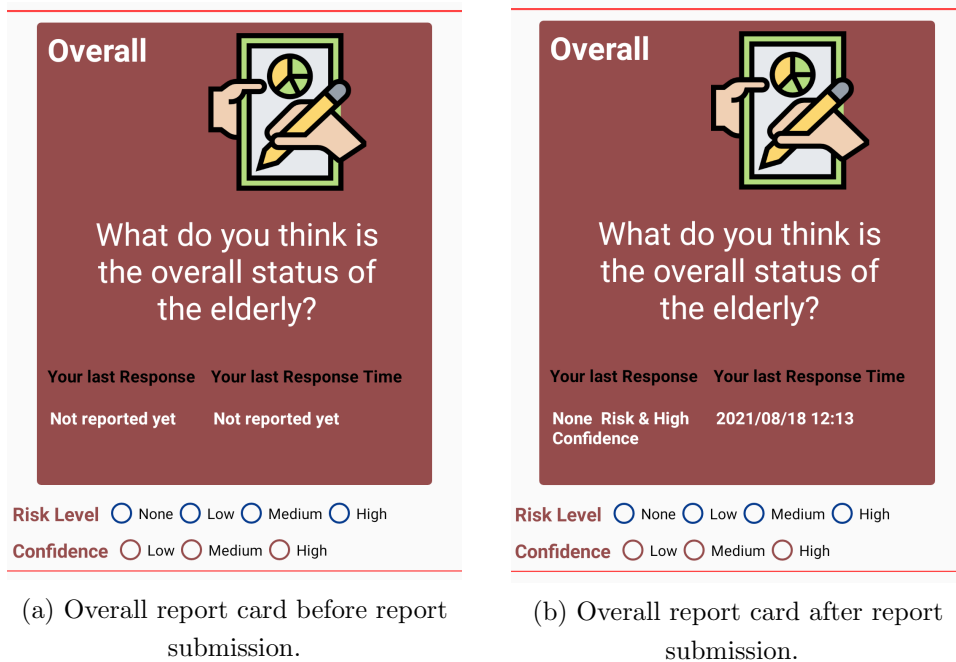 Overall
What do you think is
the overall status of
the elderly?
Your last Response Your last Response Time
Not reported yet Not reported yet
Risk Level None Low Medium High
Confidence Low Medium High
(a) Overall report card before report
submission.
Overall
What do you think is
the overall status of
the elderly?
Your last Response Your last Response Time
None Risk & High 2021/08/18 12:13
Confidence
Risk Level None Low Medium High
Confidence Low Medium High
(b) Overall report card after report
submission.